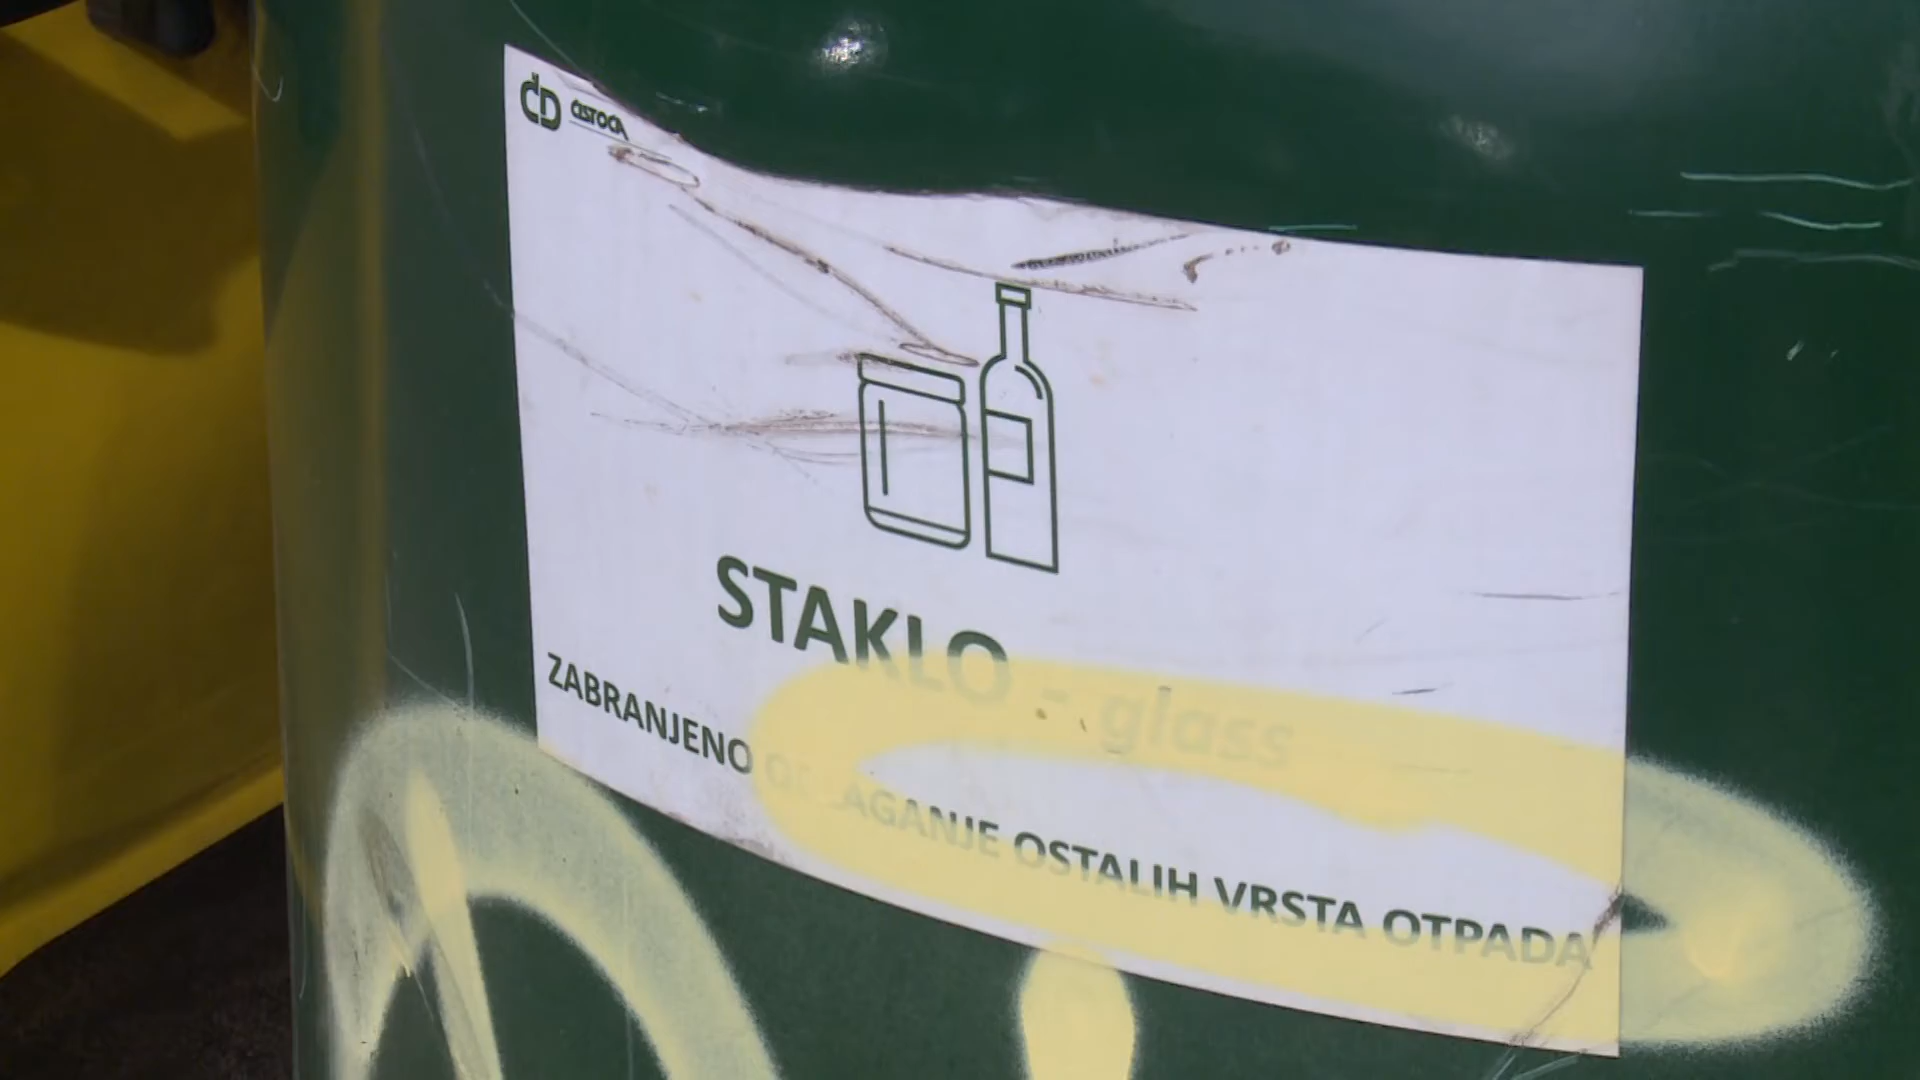 ČD ČISTOĆA
STAKLO - glass
ZABRANJENO ODLAGANJE OSTALIH VRSTA OTPADA